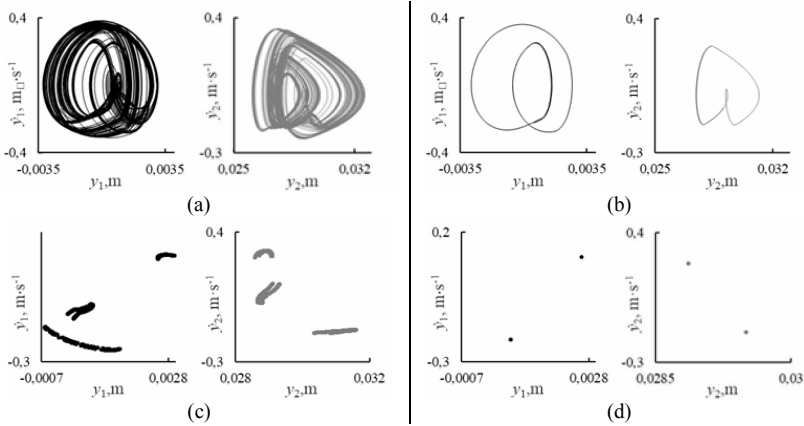 0,4
ẏ₁, m□·s⁻¹
-0,4
-0,0035
0,0035
y₁,m
0,4
ẏ₂, m·s⁻¹
-0,3
0,025
0,032
y₂, m
(a)
0,4
ẏ₁, m□·s⁻¹
-0,4
-0,0035
0,0035
y₁,m
0,4
ẏ₂, m·s⁻¹
-0,3
0,025
0,032
y₂, m
(b)
ẏ₁, m·s⁻¹
-0,3
-0,0007
0,0028
y₁,m
0,4
ẏ₂, m·s⁻¹
-0,3
0,028
0,032
y₂,m
(c)
0,2
ẏ₁, m·s⁻¹
-0,3
-0,0007
0,0028
y₁,m
0,4
ẏ₂, m·s⁻¹
-0,3
0,0285
0,03
y₂,m
(d)